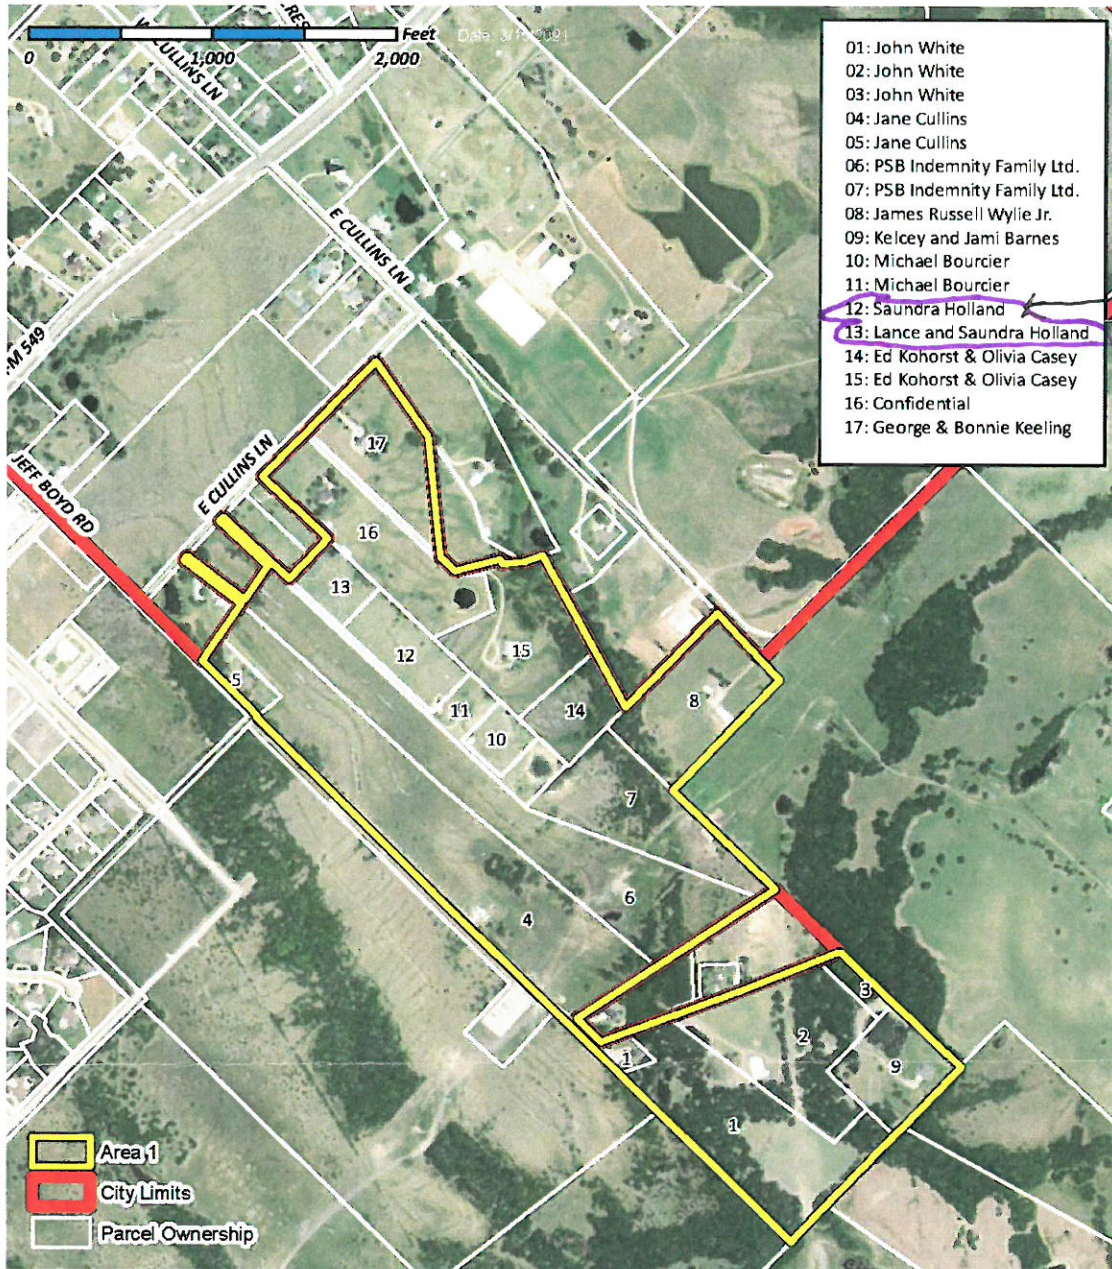 Feet
0
1,000
2,000
CULLINS LN
E CULLINS LN
01: John White
02: John White
03: John White
04: Jane Cullins
05: Jane Cullins
06: PSB Indemnity Family Ltd.
07: PSB Indemnity Family Ltd.
08: James Russell Wylie Jr.
09: Kelcey and Jami Barnes
10: Michael Bourcier
11: Michael Bourcier
12: Saundra Holland
13: Lance and Saundra Holland
14: Ed Kohorst & Olivia Casey
15: Ed Kohorst & Olivia Casey
16: Confidential
17: George & Bonnie Keeling
FM 549
JEFF BOYD RD
E CULLINS LN
17
16
13
12
15
5
11
14
8
10
7
4
6
3
2
1
9
1
Area 1
City Limits
Parcel Ownership